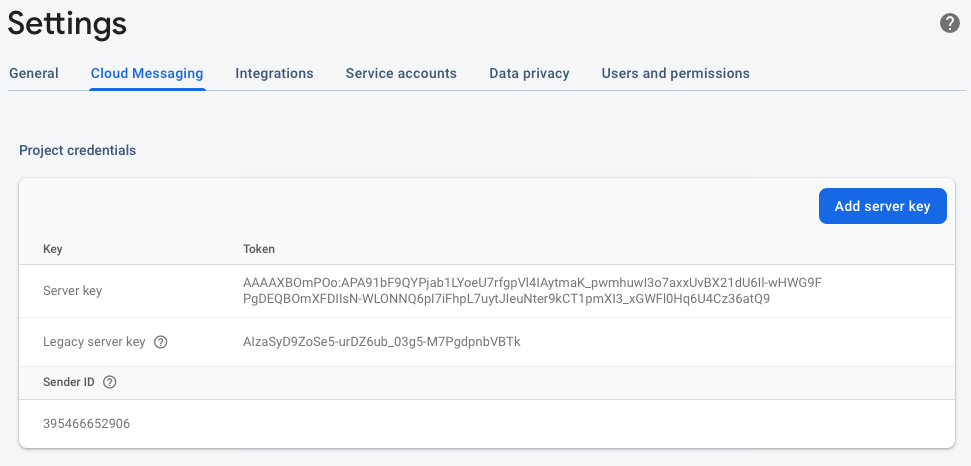 Settings
General Cloud Messaging Integrations Service accounts Data privacy Users and permissions
Project credentials
Add server key
Key Token
Server key AAAAXBOmPOo:APA91bF9QYPjab1LYoeU7rfgpVl4IAytmaK_pwmhuwI3o7axxUvBX21dU6Il-wHWG9F
PgDEQBOmXFDIIsN-WLONNQ6pI7iFhpL7uytJIeuNter9kCT1pmXI3_xGWFl0Hq6U4Cz36atQ9
Legacy server key AIzaSyD9ZoSe5-urDZ6ub_03g5-M7PgdpnbVBTk
Sender ID
395466652906